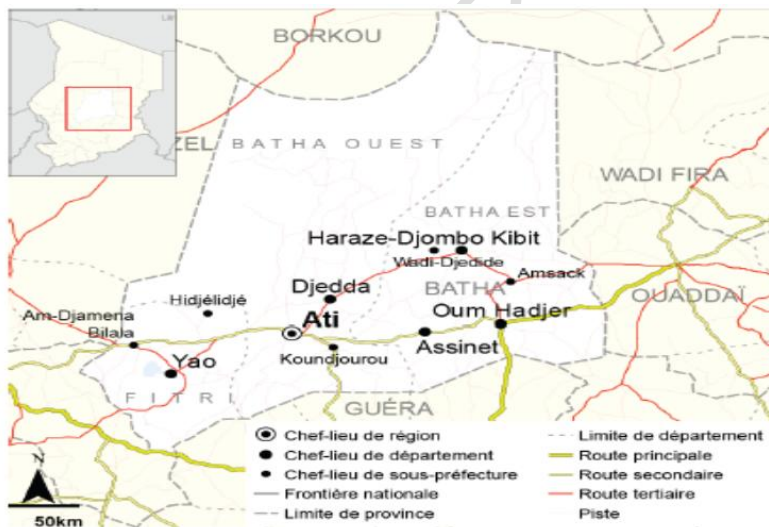 BORKOU
ZEL
BATHA OUEST
WADI FIRA
BATHA EST
Haraze-Djombo Kibit
Wadi-Djedide
Amsack
Djedda
BATHA
OUADDAÏ
Hidjélidjé
Am-Djamena
Bilala
Ati
Oum Hadjer
Assinet
Koundjourou
Yao
FITRI
GUÉRA
N
50km
Chef-lieu de région
Chef-lieu de département
Chef-lieu de sous-préfecture
Frontière nationale
Limite de province
Limite de département
Route principale
Route secondaire
Route tertiaire
Piste